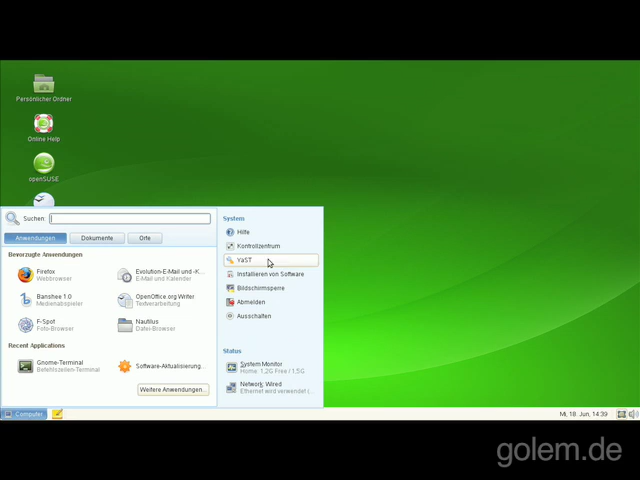 Persönlicher Ordner
Online Help
openSUSE
Suchen:
Anwendungen
Dokumente
Orte
Bevorzugte Anwendungen
Firefox
Webbrowser
Evolution-E-Mail und -K...
E-Mail und Kalender
Banshee 1.0
Medienabspieler
OpenOffice.org Writer
Textverarbeitung
F-Spot
Foto-Browser
Nautilus
Datei-Browser
Recent Applications
Gnome-Terminal
Befehlszeilen-Terminal
Software-Aktualisierung...
Weitere Anwendungen...
System
Hilfe
Kontrollzentrum
YaST
Installieren von Software
Bildschirmsperre
Abmelden
Ausschalten
Status
System Monitor
Home: 1,2G Free / 1,5G
Network: Wired
Ethernet wird verwendet (
Computer
Mi, 18. Jun, 14:39
golem.de